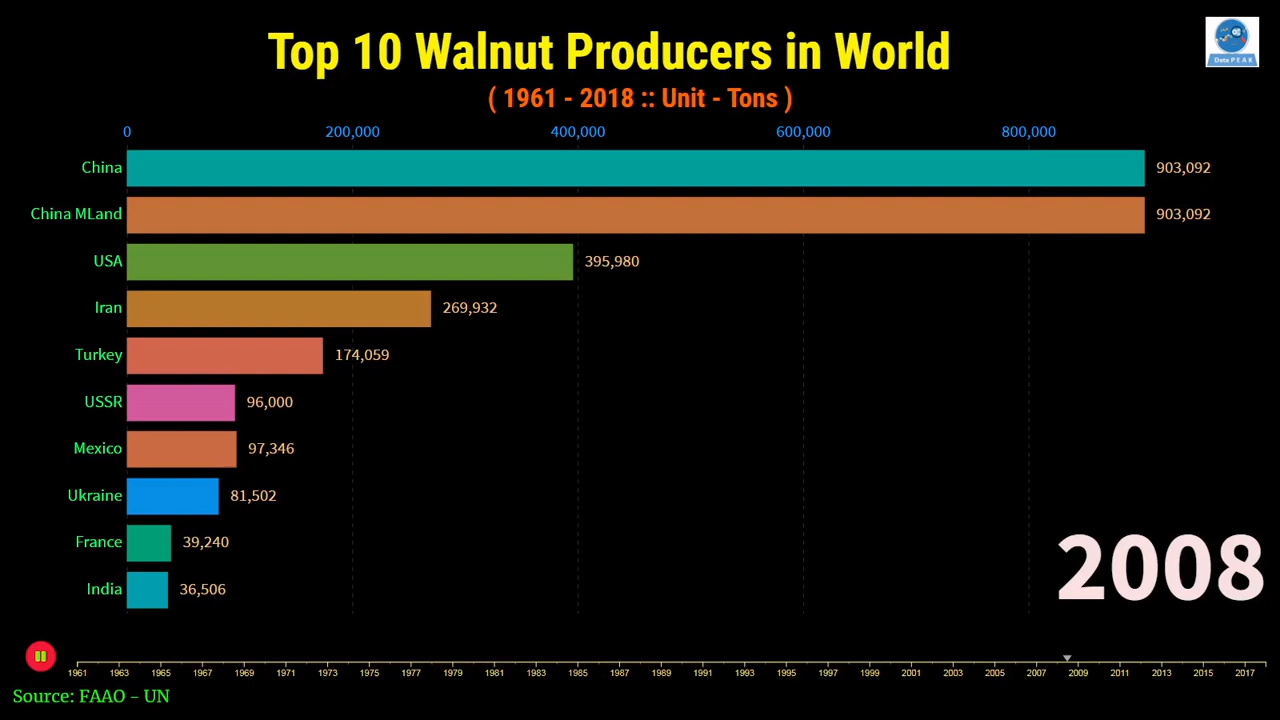 Top 10 Walnut Producers in World
Data P E A K
( 1961 - 2018 :: Unit - Tons )
0 200,000 400,000 600,000 800,000
China 903,092
China MLand 903,092
USA 395,980
Iran 269,932
Turkey 174,059
USSR 96,000
Mexico 97,346
Ukraine 81,502
France 39,240
India 36,506
2008
1961 1963 1965 1967 1969 1971 1973 1975 1977 1979 1981 1983 1985 1987 1989 1991 1993 1995 1997 1999 2001 2003 2005 2007 2009 2011 2013 2015 2017
Source: FAAO - UN